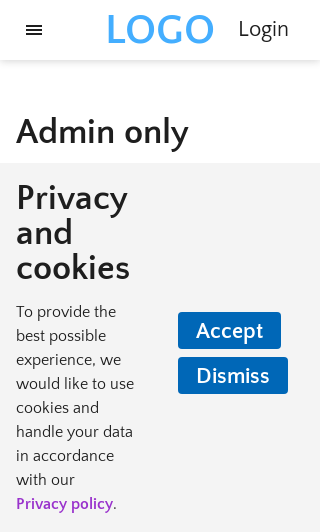 LOGO
Login
Admin only
Privacy
and
cookies
To provide the
best possible
experience, we
would like to use
cookies and
handle your data
in accordance
with our
Privacy policy.
Accept
Dismiss